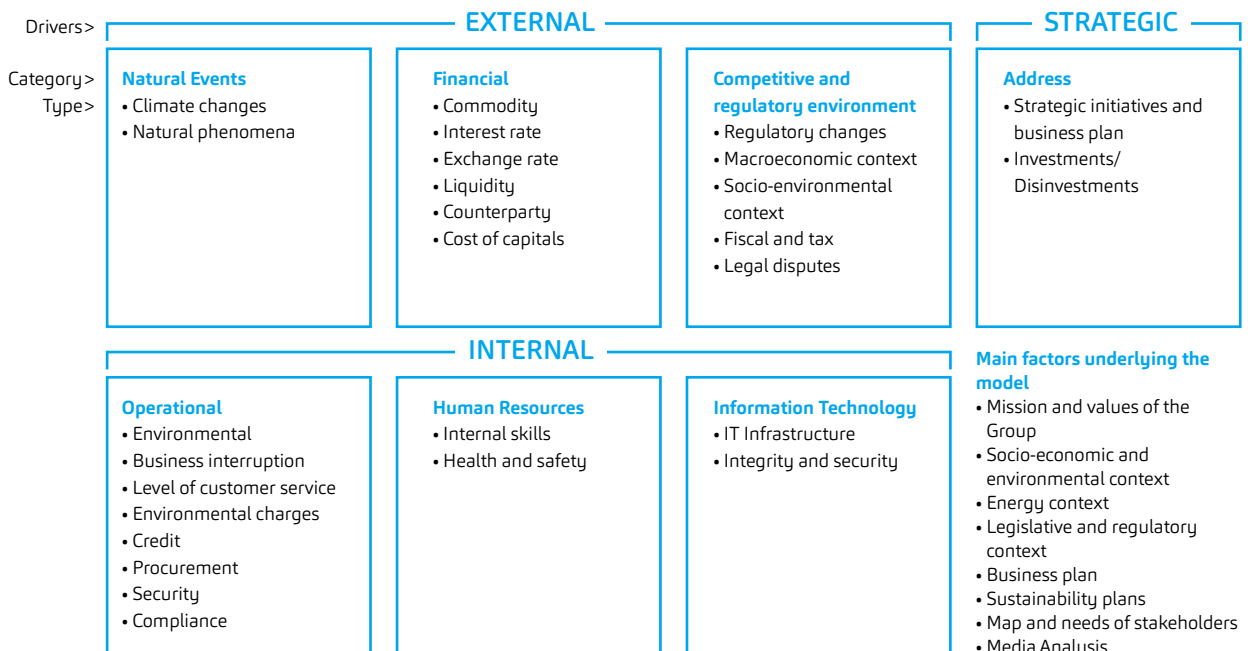 Drivers>
EXTERNAL
STRATEGIC
Category>
Type>
Natural Events
• Climate changes
• Natural phenomena
Financial
• Commodity
• Interest rate
• Exchange rate
• Liquidity
• Counterparty
• Cost of capitals
Competitive and
regulatory environment
• Regulatory changes
• Macroeconomic context
• Socio-environmental
context
• Fiscal and tax
• Legal disputes
Address
• Strategic initiatives and
business plan
• Investments/
Disinvestments
INTERNAL
Operational
• Environmental
• Business interruption
• Level of customer service
• Environmental charges
• Credit
• Procurement
• Security
• Compliance
Human Resources
• Internal skills
• Health and safety
Information Technology
• IT Infrastructure
• Integrity and security
Main factors underlying the
model
• Mission and values of the
Group
• Socio-economic and
environmental context
• Energy context
• Legislative and regulatory
context
• Business plan
• Sustainability plans
• Map and needs of stakeholders
• Media Analysis